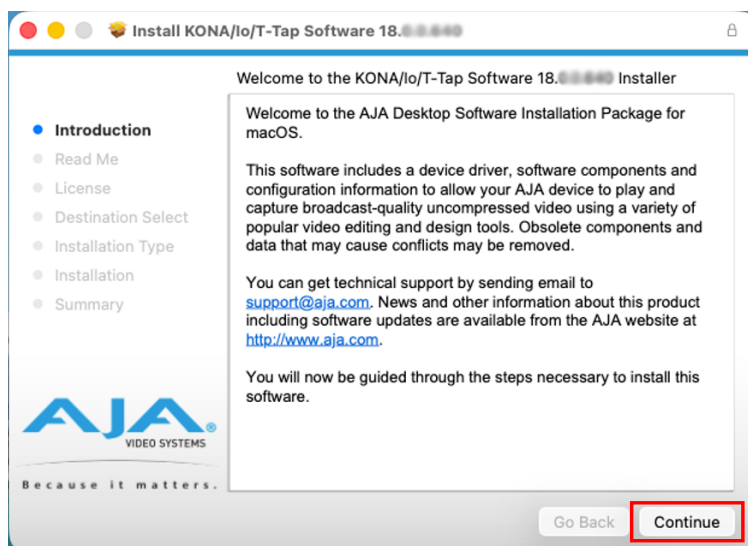 Install KONA/Io/T-Tap Software 18.
Welcome to the KONA/Io/T-Tap Software 18. Installer
Introduction
Read Me
License
Destination Select
Installation Type
Installation
Summary
Welcome to the AJA Desktop Software Installation Package for
macOS.
This software includes a device driver, software components and
configuration information to allow your AJA device to play and
capture broadcast-quality uncompressed video using a variety of
popular video editing and design tools. Obsolete components and
data that may cause conflicts may be removed.
You can get technical support by sending email to
support@aja.com. News and other information about this product
including software updates are available from the AJA website at
http://www.aja.com.
You will now be guided through the steps necessary to install this
software.
AJA®
VIDEO SYSTEMS
Because it matters.
Go Back
Continue